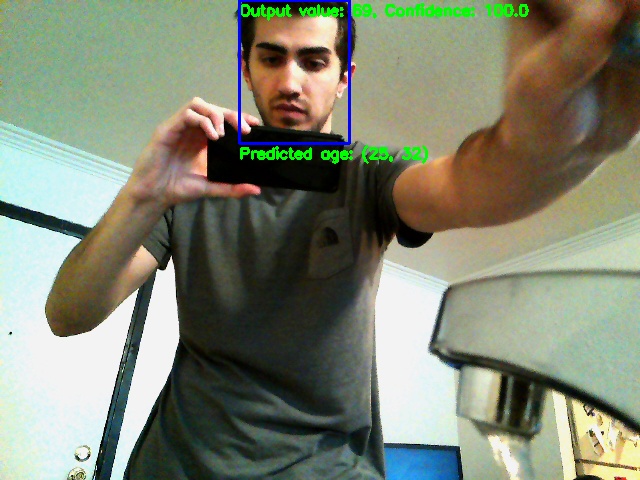 Output value: 69, Confidence: 100.0
Predicted age: (25, 32)